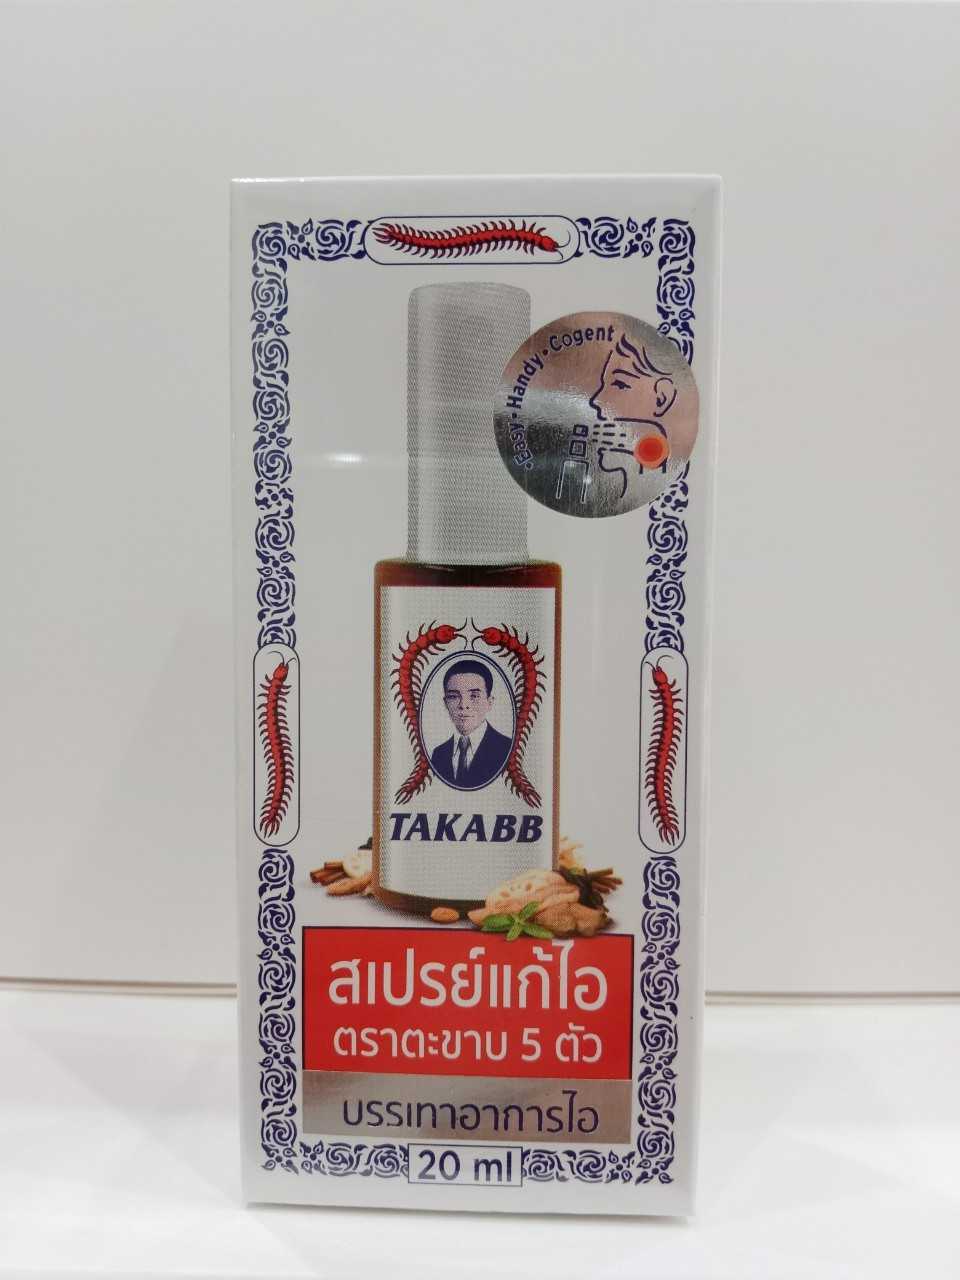 Easy • Handy • Cogent
TAKABB
สเปรย์แก้ไอ
ตราตะขาบ 5 ตัว
บรรเทาอาการไอ
20 ml